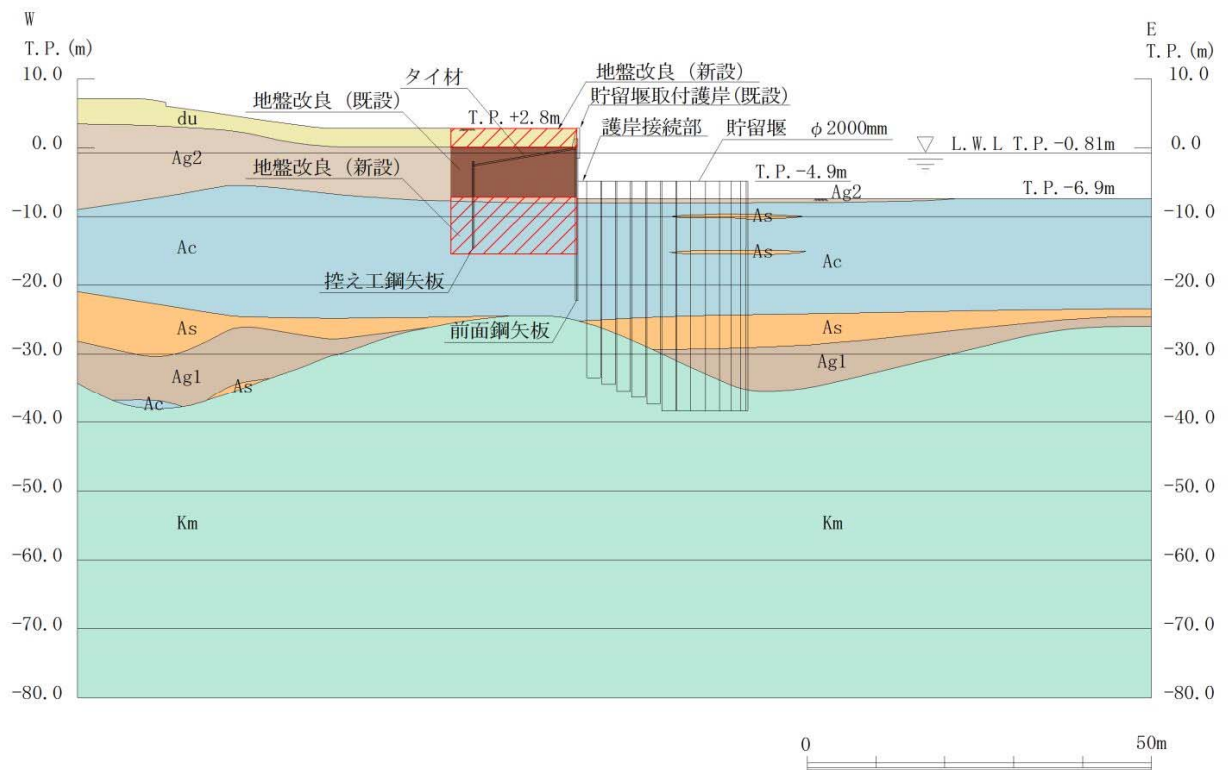 W
E
T.P.(m)
T.P.(m)
10.0
10.0
タイ材
地盤改良（新設）
地盤改良（既設）
貯留堰取付護岸(既設)
du
T.P.+2.8m
護岸接続部
貯留堰 φ2000mm
0.0
0.0
L.W.L T.P.-0.81m
Ag2
地盤改良（新設）
T.P.-4.9m
T.P.-6.9m
Ag2
-10.0
As
-10.0
Ac
As
Ac
-20.0
控え工鋼矢板
-20.0
As
前面鋼矢板
As
-30.0
-30.0
Ag1
Ag1
As
Ac
-40.0
-40.0
-50.0
-50.0
Km
Km
-60.0
-60.0
-70.0
-70.0
-80.0
-80.0
0
50m